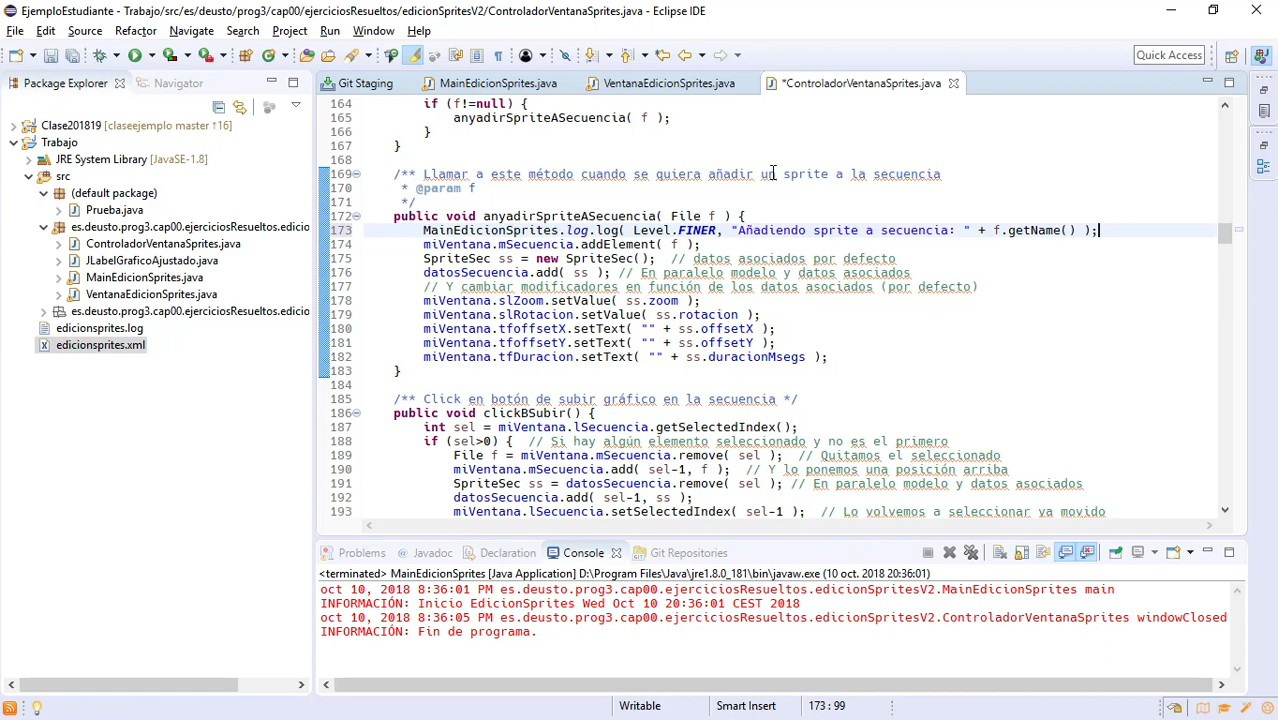 EjemploEstudiante - Trabajo/src/es/deusto/prog3/cap00/ejerciciosResueltos/edicionSpritesV2/ControladorVentanaSprites.java - Eclipse IDE
File Edit Source Refactor Navigate Search Project Run Window Help
Quick Access
Package Explorer
Navigator
Clase201819 [claseejemplo master ↑16]
Trabajo
JRE System Library [JavaSE-1.8]
src
(default package)
Prueba.java
es.deusto.prog3.cap00.ejerciciosResueltos.edicio
ControladorVentanaSprites.java
JLabelGraficoAjustado.java
MainEdicionSprites.java
VentanaEdicionSprites.java
es.deusto.prog3.cap00.ejerciciosResueltos.edicio
edicionsprites.log
edicionsprites.xml
Git Staging MainEdicionSprites.java VentanaEdicionSprites.java *ControladorVentanaSprites.java
164 if (f!=null) {
165 anyadirSpriteASecuencia( f );
166 }
167 }
168
169 /** Llamar a este método cuando se quiera añadir un sprite a la secuencia
170 * @param f
171 */
172 public void anyadirSpriteASecuencia( File f ) {
173 MainEdicionSprites.log.log( Level.FINER, "Añadiendo sprite a secuencia: " + f.getName() );
174 miVentana.mSecuencia.addElement( f );
175 SpriteSec ss = new SpriteSec(); // datos asociados por defecto
176 datosSecuencia.add( ss ); // En paralelo modelo y datos asociados
177 // Y cambiar modificadores en función de los datos asociados (por defecto)
178 miVentana.slZoom.setValue( ss.zoom );
179 miVentana.slRotacion.setValue( ss.rotacion );
180 miVentana.tfoffsetX.setText( "" + ss.offsetX );
181 miVentana.tfoffsetY.setText( "" + ss.offsetY );
182 miVentana.tfDuracion.setText( "" + ss.duracionMsegs );
183 }
184
185 /** Click en botón de subir gráfico en la secuencia */
186 public void clickBSubir() {
187 int sel = miVentana.lSecuencia.getSelectedIndex();
188 if (sel>0) { // Si hay algún elemento seleccionado y no es el primero
189 File f = miVentana.mSecuencia.remove( sel ); // Quitamos el seleccionado
190 miVentana.mSecuencia.add( sel-1, f ); // Y lo ponemos una posición arriba
191 SpriteSec ss = datosSecuencia.remove( sel ); // En paralelo modelo y datos asociados
192 datosSecuencia.add( sel-1, ss );
193 miVentana.lSecuencia.setSelectedIndex( sel-1 ); // Lo volvemos a seleccionar ya movido
Problems Javadoc Declaration Console Git Repositories
<terminated> MainEdicionSprites [Java Application] D:\Program Files\Java\jre1.8.0_181\bin\javaw.exe (10 oct. 2018 20:36:01)
oct 10, 2018 8:36:01 PM es.deusto.prog3.cap00.ejerciciosResueltos.edicionSpritesV2.MainEdicionSprites main
INFORMACIÓN: Inicio EdicionSprites Wed Oct 10 20:36:01 CEST 2018
oct 10, 2018 8:36:05 PM es.deusto.prog3.cap00.ejerciciosResueltos.edicionSpritesV2.ControladorVentanaSprites windowClosed
INFORMACIÓN: Fin de programa.
Writable Smart Insert 173 : 99